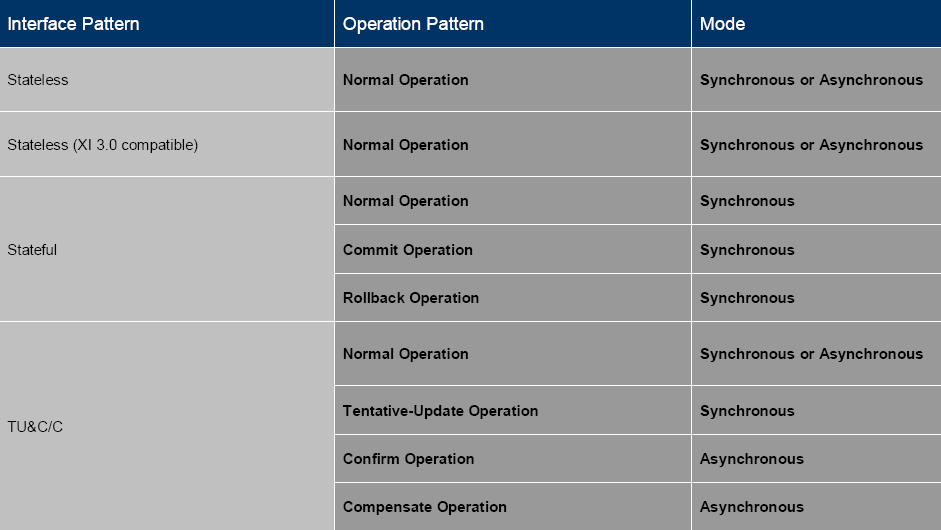 Interface Pattern Operation Pattern Mode
Stateless Normal Operation Synchronous or Asynchronous
Stateless (XI 3.0 compatible) Normal Operation Synchronous or Asynchronous
Stateful Normal Operation Synchronous
Commit Operation Synchronous
Rollback Operation Synchronous
TU&C/C Normal Operation Synchronous or Asynchronous
Tentative-Update Operation Synchronous
Confirm Operation Asynchronous
Compensate Operation Asynchronous